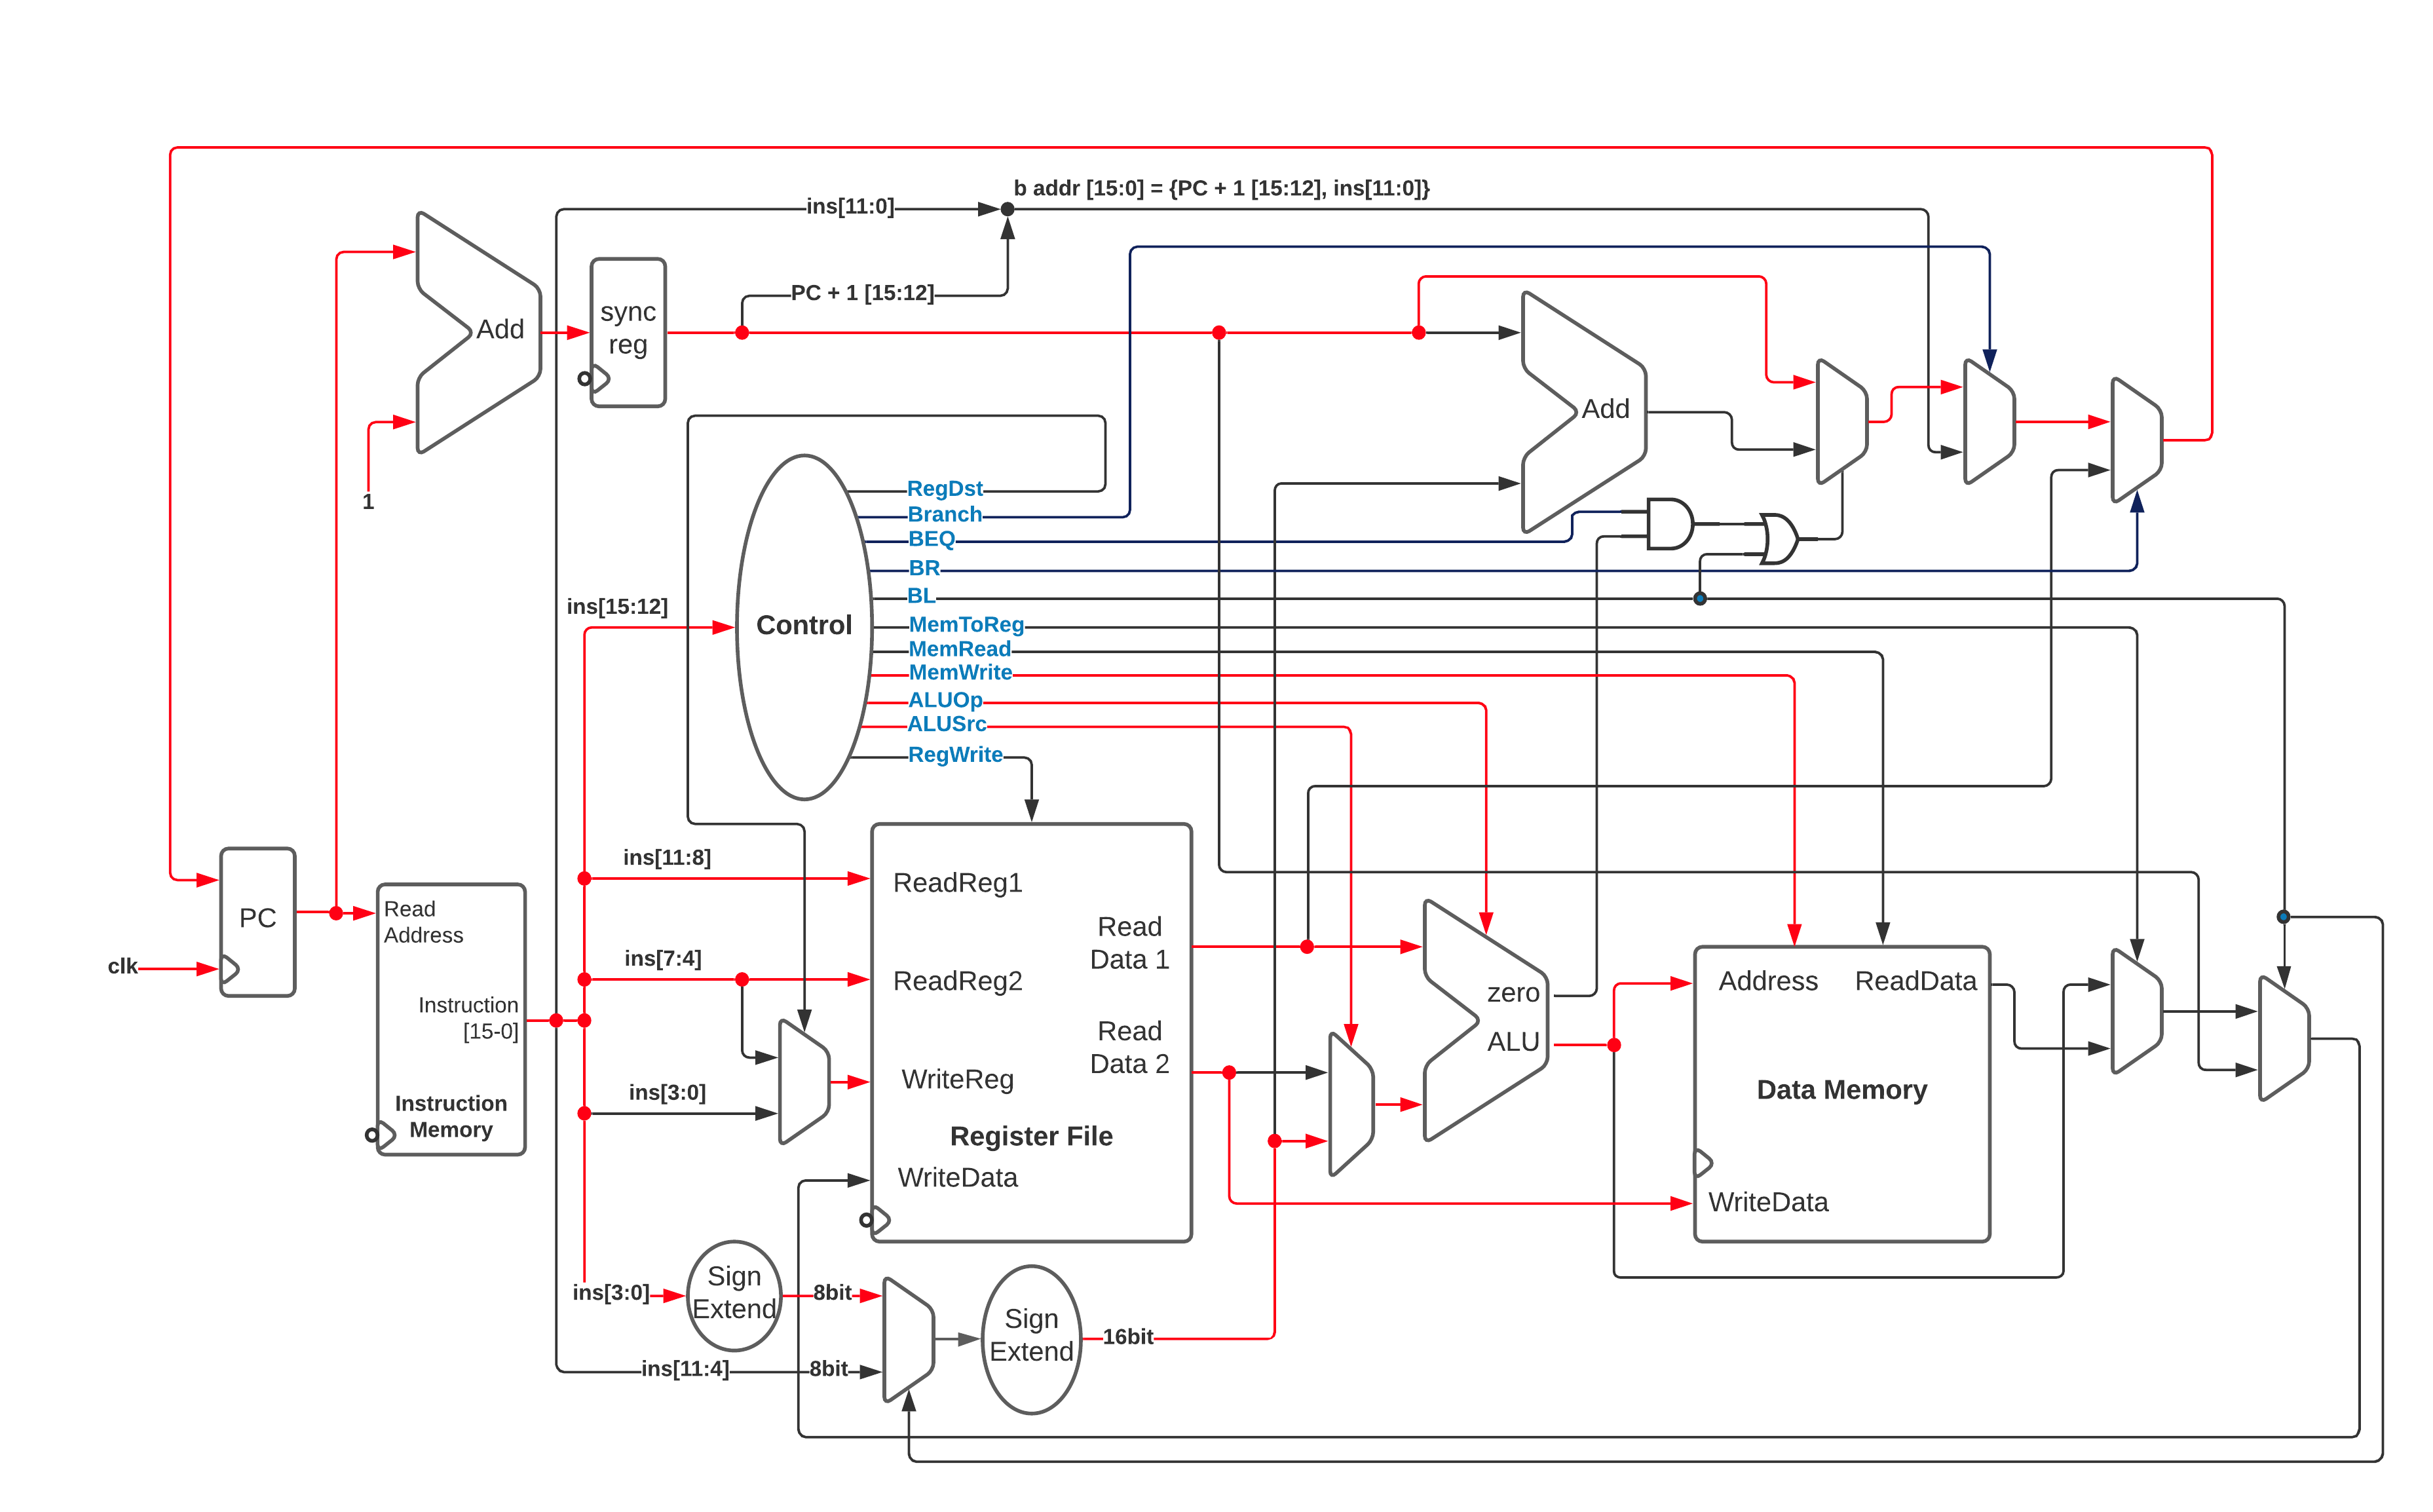 b addr [15:0] = {PC + 1 [15:12], ins[11:0]}
ins[11:0]
PC + 1 [15:12]
Add
sync
reg
Add
1
RegDst
Branch
BEQ
BR
BL
MemToReg
MemRead
MemWrite
ALUOp
ALUSrc
RegWrite
ins[15:12]
Control
ins[11:8]
ins[7:4]
ins[3:0]
clk
PC
Read
Address
Instruction
[15-0]
Instruction
Memory
ReadReg1
Read
Data 1
ReadReg2
Read
Data 2
WriteReg
Register File
WriteData
zero
ALU
Address
ReadData
Data Memory
WriteData
ins[3:0]
Sign
Extend
8bit
Sign
Extend
16bit
ins[11:4]
8bit